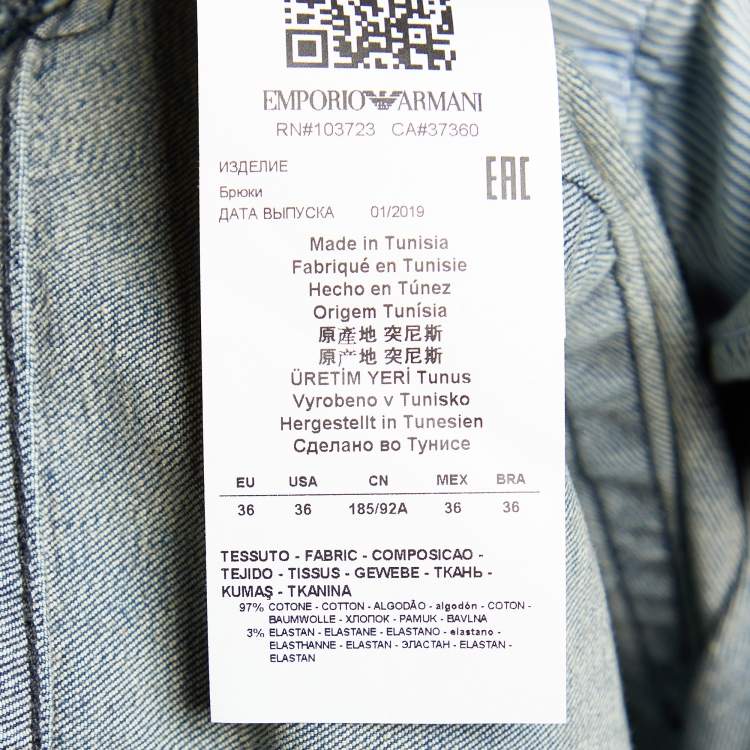 EMPORIO ARMANI
RN#103723 CA#37360
ИЗДЕЛИЕ
Брюки
EAC
ДАТА ВЫПУСКА 01/2019
Made in Tunisia
Fabriqué en Tunisie
Hecho en Túnez
Origem Tunísia
原產地 突尼斯
原产地 突尼斯
ÜRETİM YERİ Tunus
Vyrobeno v Tunisko
Hergestellt in Tunesien
Сделано во Тунисе
EU USA CN MEX BRA
36 36 185/92A 36 36
TESSUTO - FABRIC - COMPOSICAO -
TEJIDO - TISSUS - GEWEBE - ТКАНЬ -
KUMAŞ - TKANINA
97% COTONE - COTTON - ALGODÃO - algodón - COTON -
BAUMWOLLE - ХЛОПОК - PAMUK - BAVLNA
3% ELASTAN - ELASTANE - ELASTANO - elastano -
ELASTHANNE - ELASTAN - ЭЛАСТАН - ELASTAN -
ELASTAN